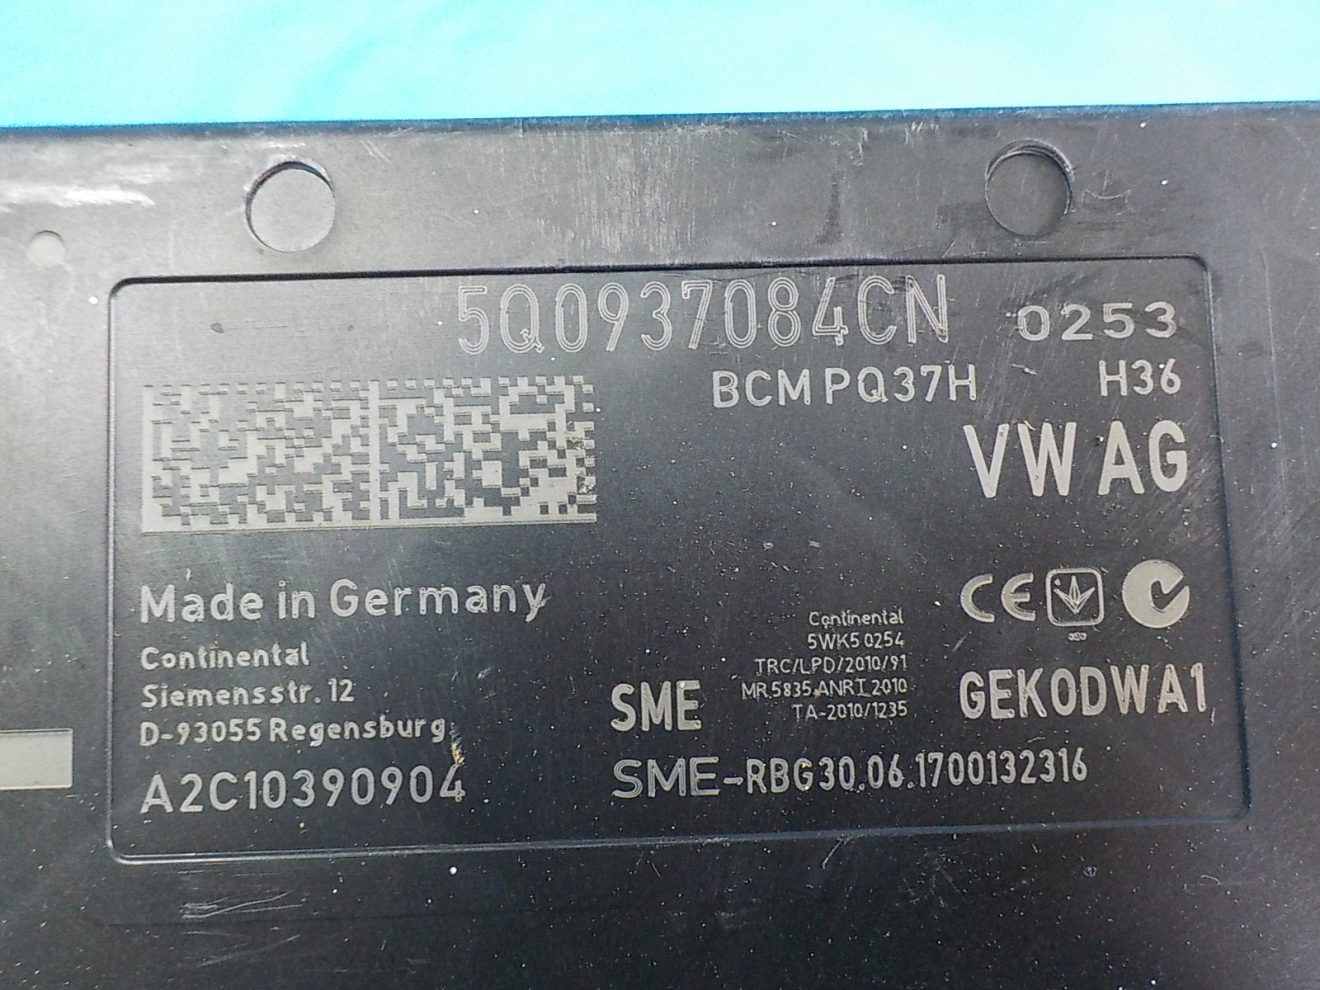 5Q0937084CN 0253
BCM PQ37H H36
VW AG
Made in Germany
CE
Continental
Siemensstr. 12
D-93055 Regensburg
A2C10390904
Continental
5WK5 0254
TRC/LPD/2010/91
MR 5835 ANRT 2010
TA-2010/1235
SME
GEK0DWA1
SME-RBG30.06.1700132316